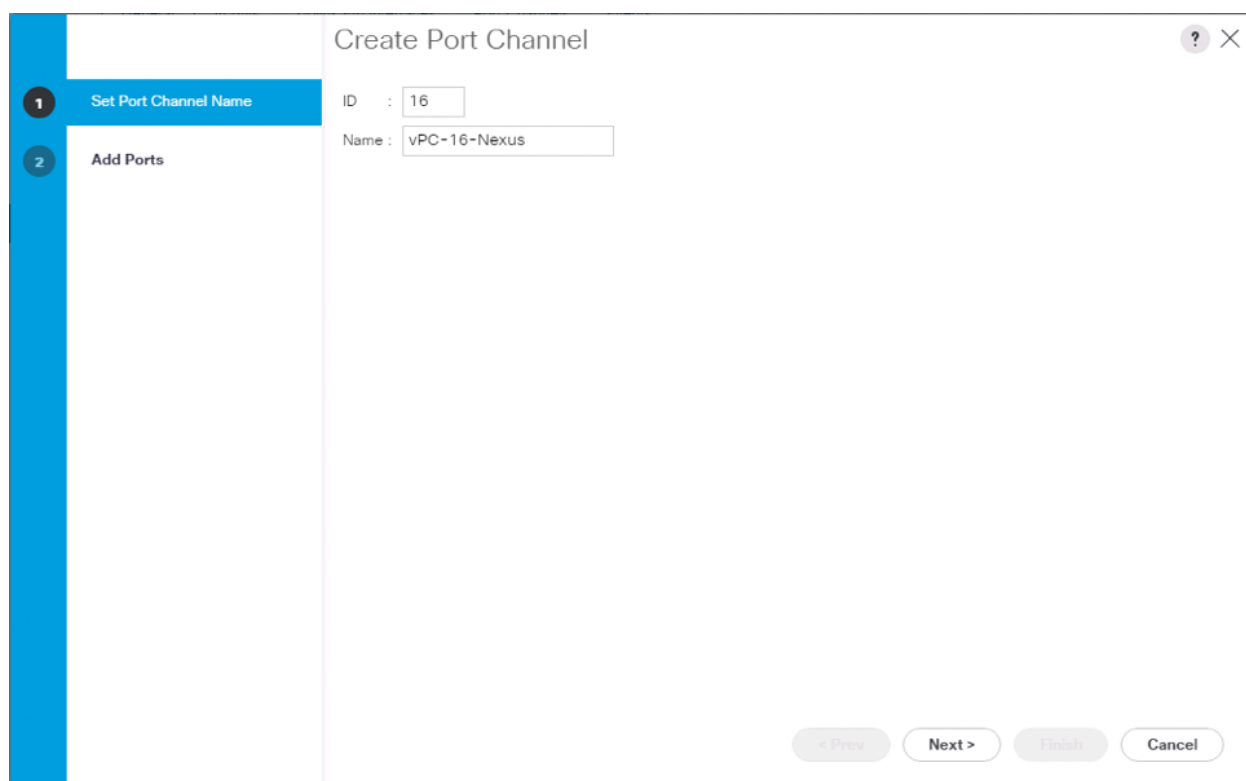 Create Port Channel
?
1 Set Port Channel Name
2 Add Ports
ID : 16
Name : vPC-16-Nexus
< Prev Next > Finish Cancel